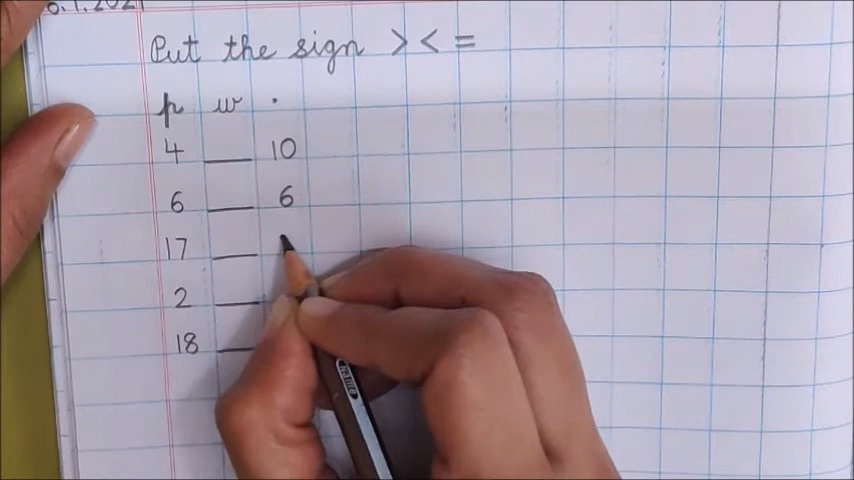 Put the sign > < =
p w .
4 ___ 10
6 ___ 6
17 ___
2 ___
18 ___